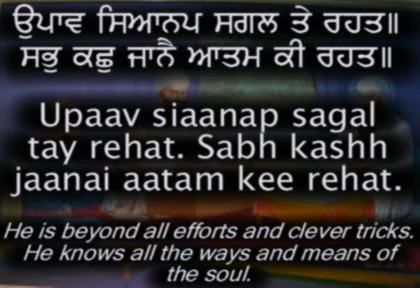 ਉਪਾਵ ਸਿਆਨਪ ਸਗਲ ਤੇ ਰਹਤ॥
ਸਭੁ ਕਛੁ ਜਾਨੈ ਆਤਮ ਕੀ ਰਹਤ॥
Upaav siaanap sagal
tay rehat. Sabh kashh
jaanai aatam kee rehat.
He is beyond all efforts and clever tricks.
He knows all the ways and means of
the soul.